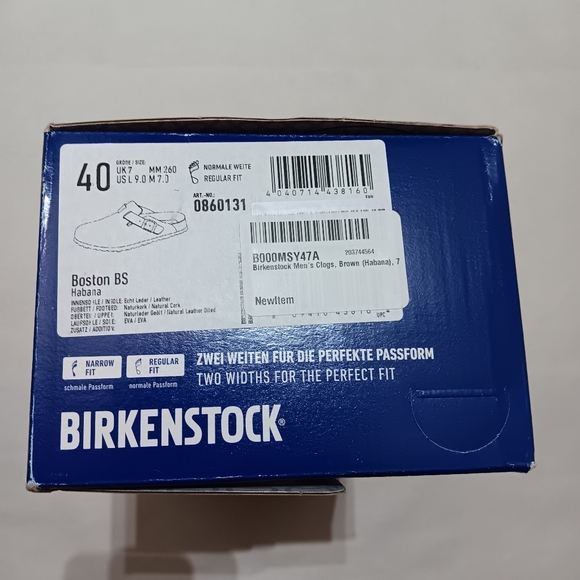 40
GRÖßE / SIZE
UK 7 MM 260
US L 9.0 M 7.0
NORMALE WEITE
REGULAR FIT
ART.-NO.:
0860131
4 040714 438160
EAN
Boston BS
Habana
INNENSOHLE / INSOLE: Echt Leder / Leather
FUßBETT / FOOTBED: Naturkork / Natural Cork
OBERTEIL / UPPER: Naturleder Geölt / Natural Leather Oiled
LAUFSOHLE / SOLE: EVA / EVA
ZUSATZ / ADDITION:
B000MSY47A
203744564
Birkenstock Men's Clogs, Brown (Habana), 7
NewItem
UPC
NARROW FIT
schmale Passform
REGULAR FIT
normale Passform
ZWEI WEITEN FÜR DIE PERFEKTE PASSFORM
TWO WIDTHS FOR THE PERFECT FIT
BIRKENSTOCK®